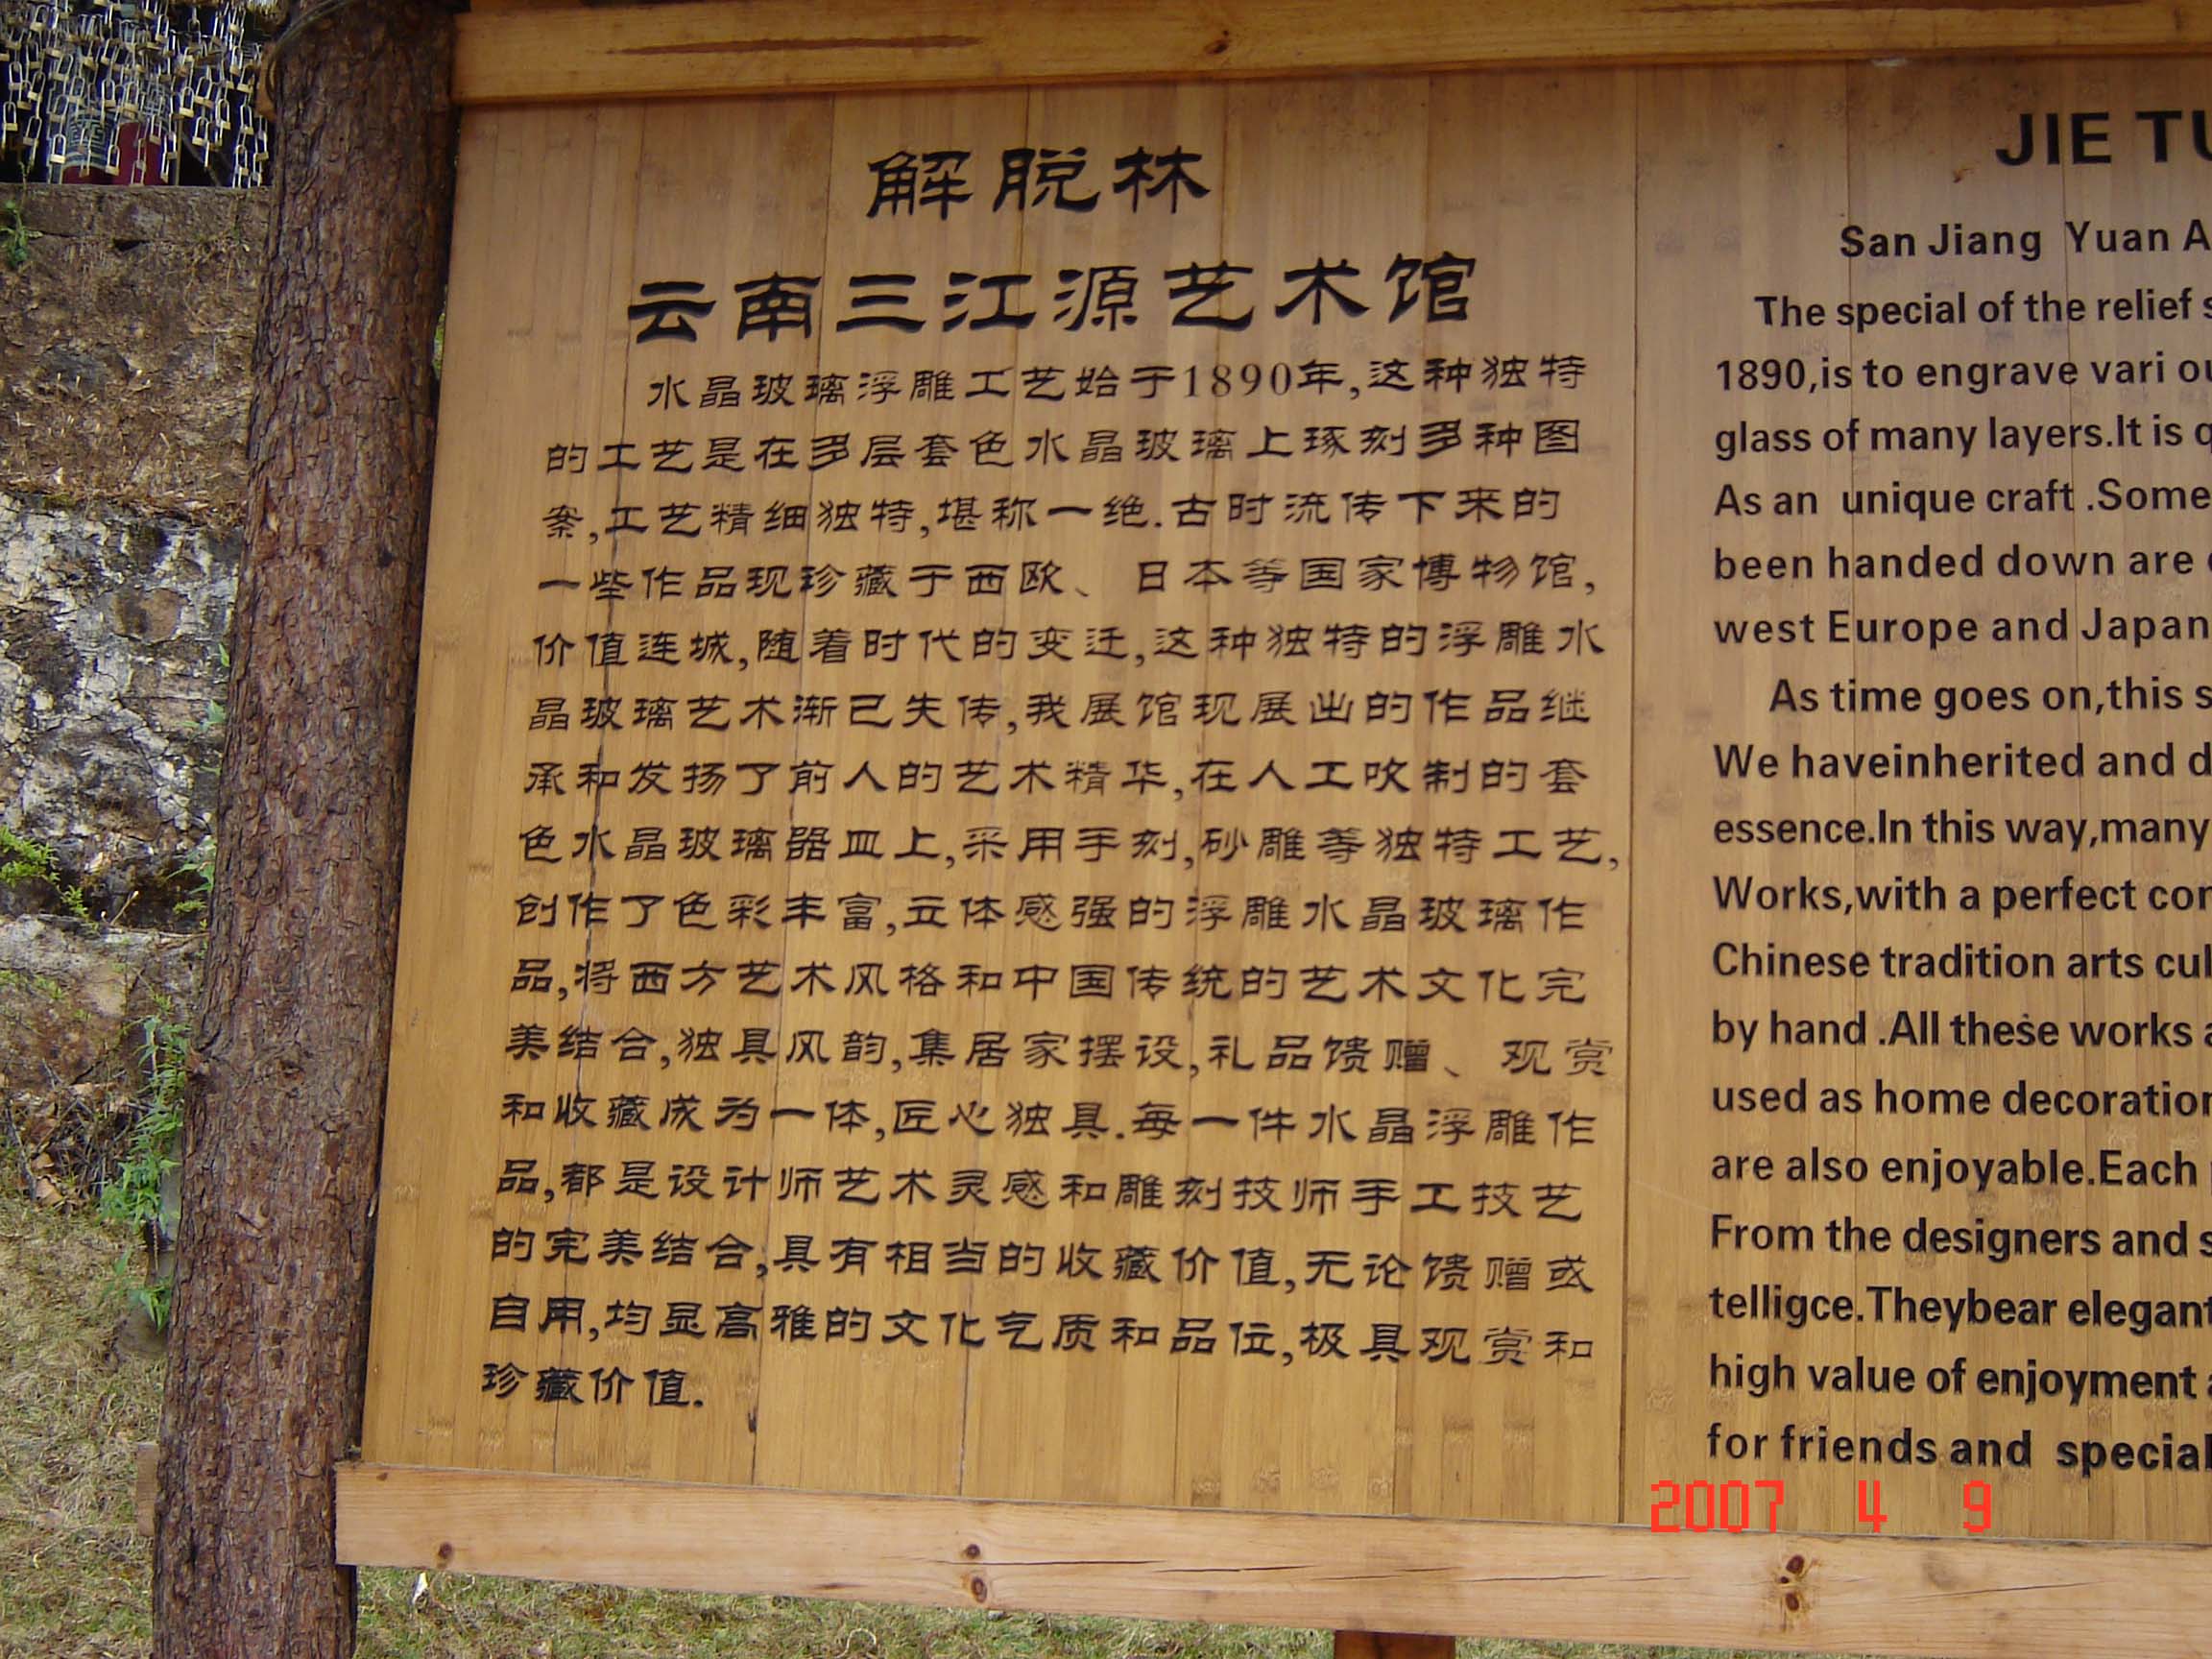 解脱林
云南三江源艺术馆
水晶玻璃浮雕工艺始于1890年,这种独特
的工艺是在多层套色水晶玻璃上琢刻多种图
案,工艺精细独特,堪称一绝.古时流传下来的
一些作品现珍藏于西欧、日本等国家博物馆,
价值连城,随着时代的变迁,这种独特的浮雕水
晶玻璃艺术渐已失传,我展馆现展出的作品继
承和发扬了前人的艺术精华,在人工吹制的套
色水晶玻璃器皿上,采用手刻,砂雕等独特工艺,
创作了色彩丰富,立体感强的浮雕水晶玻璃作
品,将西方艺术风格和中国传统的艺术文化完
美结合,独具风韵,集居家摆设,礼品馈赠、观赏
和收藏成为一体,匠心独具.每一件水晶浮雕作
品,都是设计师艺术灵感和雕刻技师手工技艺
的完美结合,具有相当的收藏价值,无论馈赠或
自用,均显高雅的文化气质和品位,极具观赏和
珍藏价值.
JIE TU
San Jiang Yuan A
The special of the relief s
1890,is to engrave vari ou
glass of many layers.It is q
As an unique craft .Some
been handed down are
west Europe and Japan
As time goes on,this s
We haveinherited and d
essence.In this way,many
Works,with a perfect con
Chinese tradition arts cul
by hand .All these works a
used as home decoration
are also enjoyable.Each
From the designers and s
telligce.Theybear elegant
high value of enjoyment a
for friends and special
2007 4 9